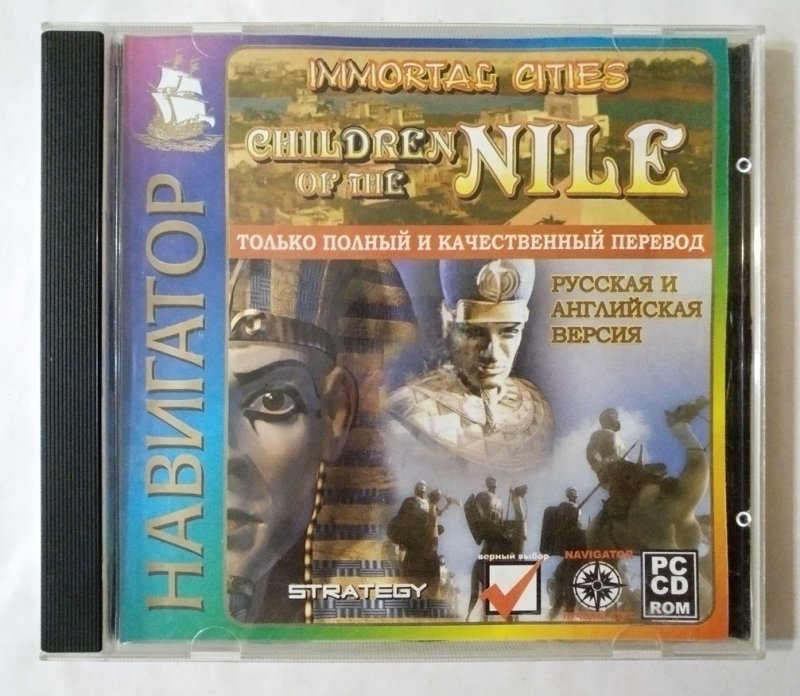 НАВИГАТОР
IMMORTAL CITIES
CHILDREN
OF THE
NILE
ТОЛЬКО ПОЛНЫЙ И КАЧЕСТВЕННЫЙ ПЕРЕВОД
РУССКАЯ И
АНГЛИЙСКАЯ
ВЕРСИЯ
STRATEGY
верный выбор
NAVIGATOR
PC
CD
ROM